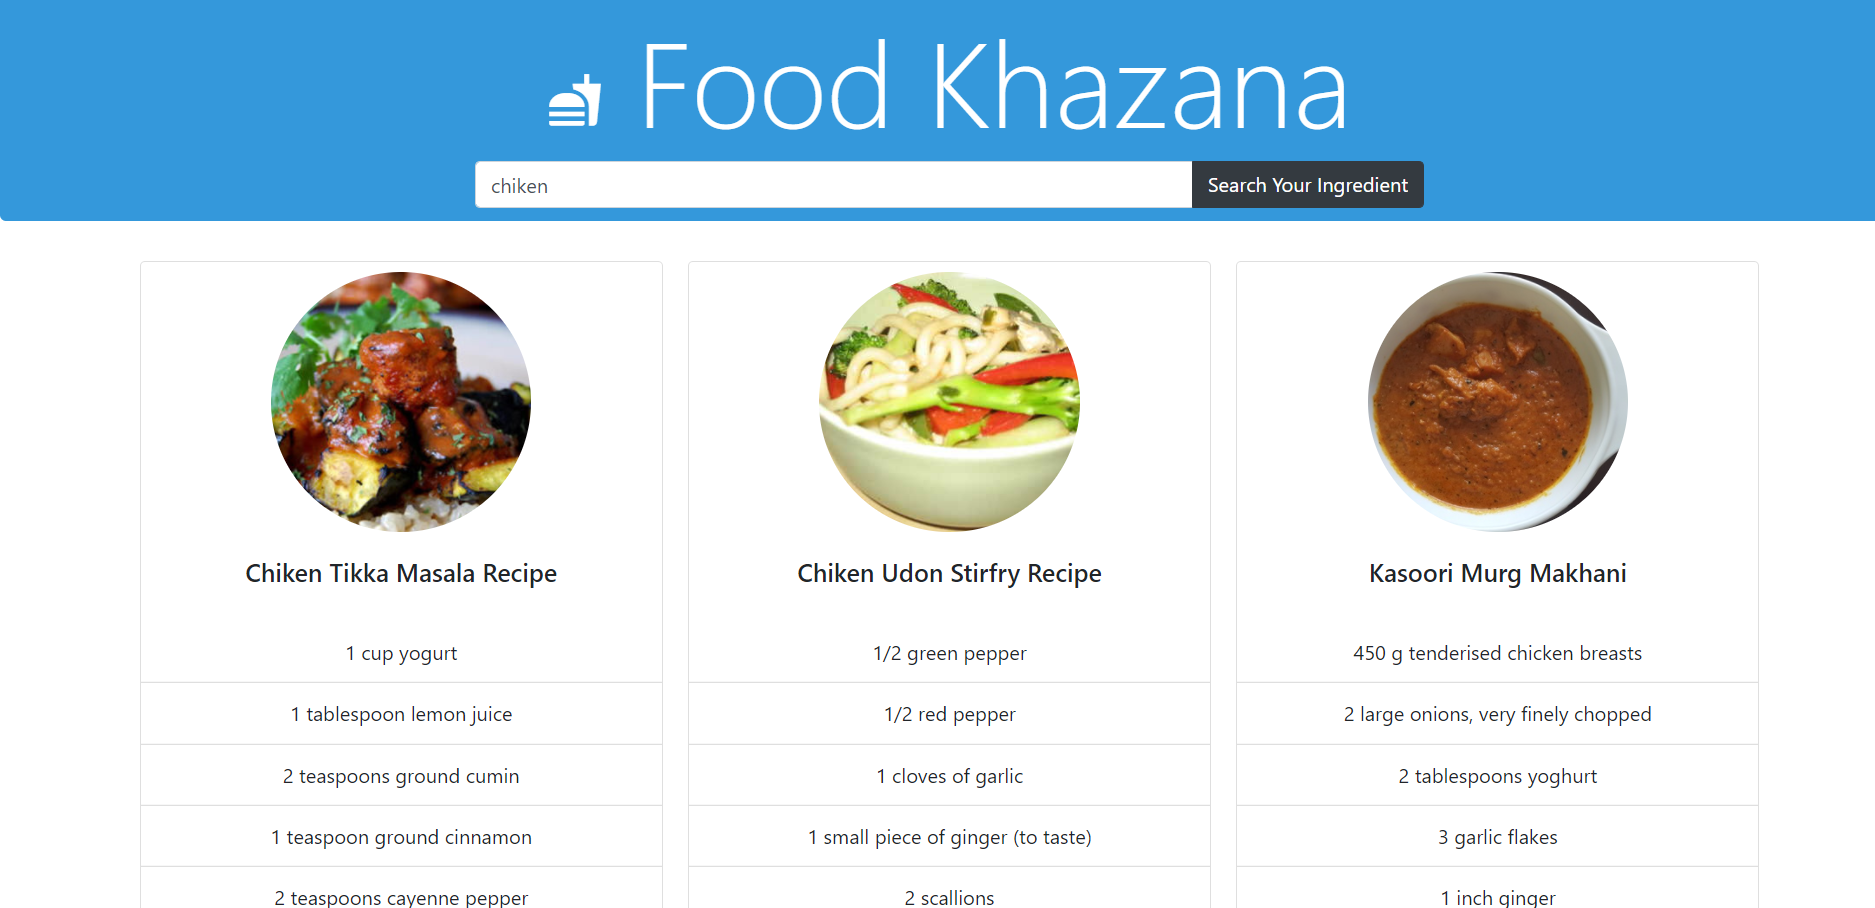 Food Khazana
chiken
Search Your Ingredient
Chiken Tikka Masala Recipe
1 cup yogurt
1 tablespoon lemon juice
2 teaspoons ground cumin
1 teaspoon ground cinnamon
2 teaspoons cayenne pepper
Chiken Udon Stirfry Recipe
1/2 green pepper
1/2 red pepper
1 cloves of garlic
1 small piece of ginger (to taste)
2 scallions
Kasoori Murg Makhani
450 g tenderised chicken breasts
2 large onions, very finely chopped
2 tablespoons yoghurt
3 garlic flakes
1 inch ginger